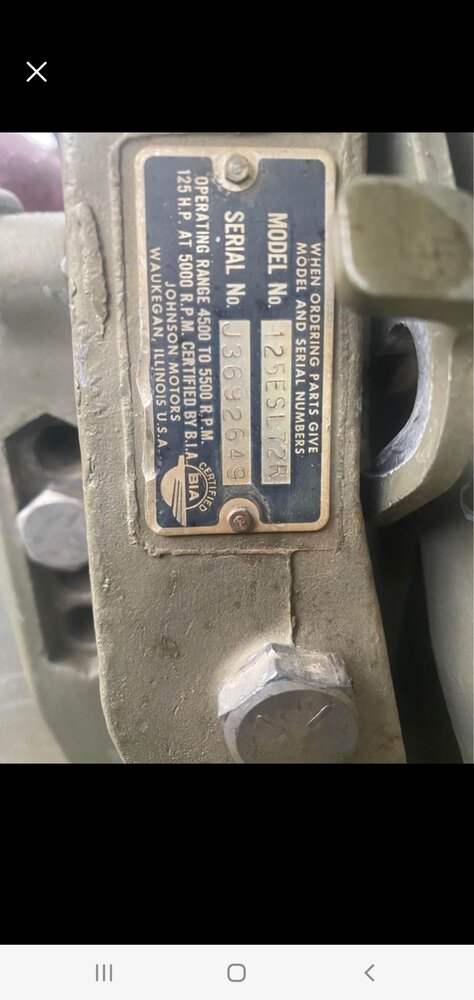 WHEN ORDERING PARTS GIVE
MODEL AND SERIAL NUMBERS
MODEL No. 125ESL72R
SERIAL No. J3692649
OPERATING RANGE 4500 TO 5500 R.P.M.
125 H.P. AT 5000 R.P.M. CERTIFIED BY B.I.A.
JOHNSON MOTORS
WAUKEGAN, ILLINOIS U.S.A.
CERTIFIED
BIA